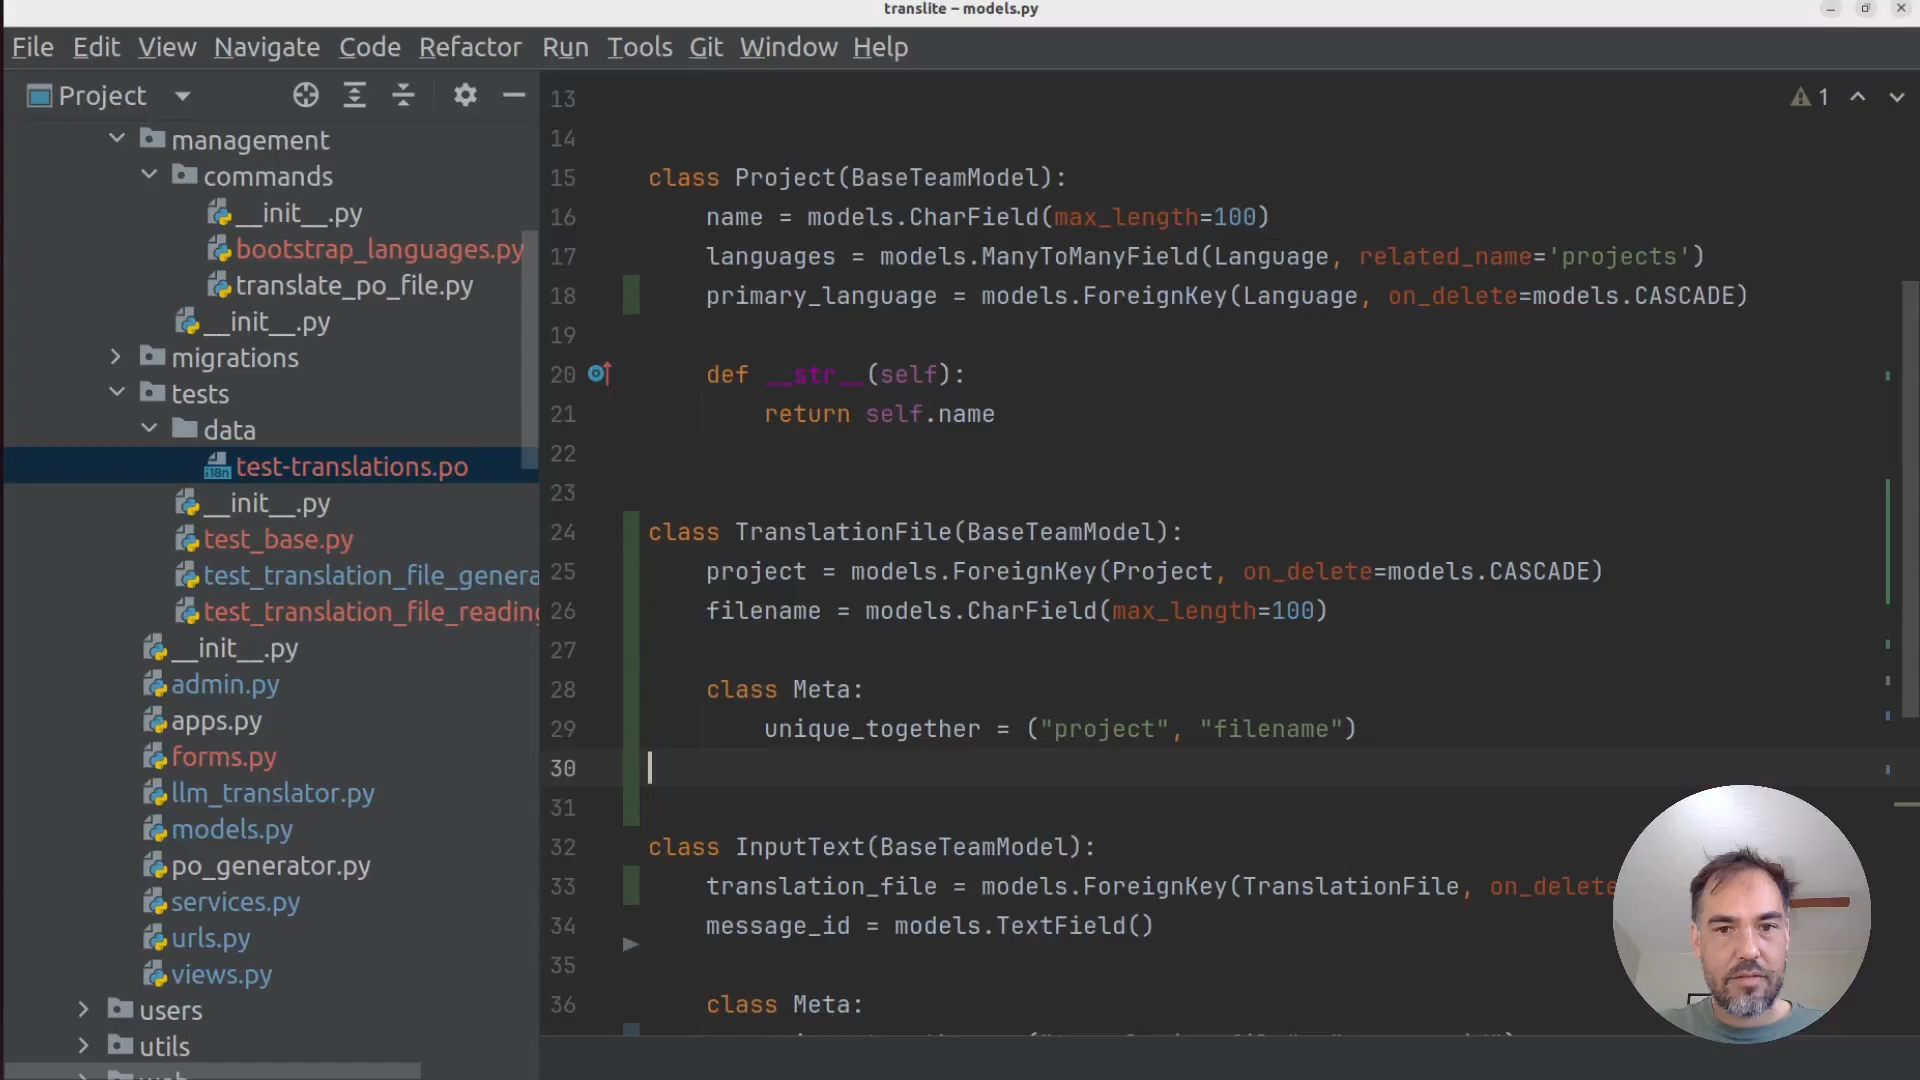 translite – models.py
File Edit View Navigate Code Refactor Run Tools Git Window Help
Project
management
commands
__init__.py
bootstrap_languages.py
translate_po_file.py
__init__.py
migrations
tests
data
test-translations.po
__init__.py
test_base.py
test_translation_file_genera
test_translation_file_reading
__init__.py
admin.py
apps.py
forms.py
llm_translator.py
models.py
po_generator.py
services.py
urls.py
views.py
users
utils
1
13
14
15 class Project(BaseTeamModel):
16 name = models.CharField(max_length=100)
17 languages = models.ManyToManyField(Language, related_name='projects')
18 primary_language = models.ForeignKey(Language, on_delete=models.CASCADE)
19
20 def __str__(self):
21 return self.name
22
23
24 class TranslationFile(BaseTeamModel):
25 project = models.ForeignKey(Project, on_delete=models.CASCADE)
26 filename = models.CharField(max_length=100)
27
28 class Meta:
29 unique_together = ("project", "filename")
30
31
32 class InputText(BaseTeamModel):
33 translation_file = models.ForeignKey(TranslationFile, on_delete
34 message_id = models.TextField()
35
36 class Meta: